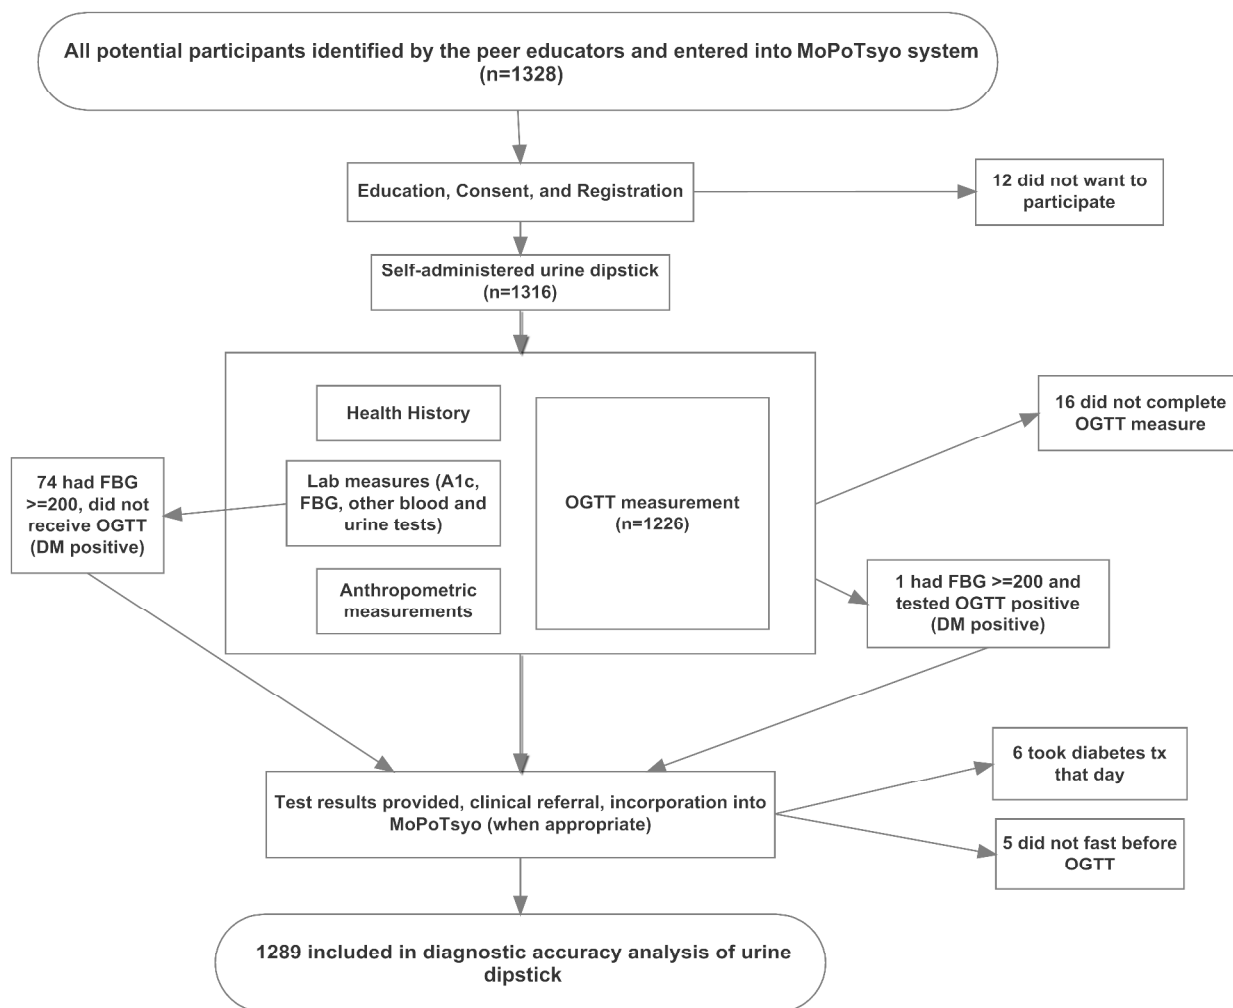 All potential participants identified by the peer educators and entered into MoPoTsyo system
(n=1328)
Education, Consent, and Registration
12 did not want to
participate
Self-administered urine dipstick
(n=1316)
Health History
Lab measures (A1c,
FBG, other blood and
urine tests)
Anthropometric
measurements
OGTT measurement
(n=1226)
16 did not complete
OGTT measure
74 had FBG
>=200, did not
receive OGTT
(DM positive)
1 had FBG >=200 and
tested OGTT positive
(DM positive)
6 took diabetes tx
that day
Test results provided, clinical referral, incorporation into
MoPoTsyo (when appropriate)
5 did not fast before
OGTT
1289 included in diagnostic accuracy analysis of urine
dipstick